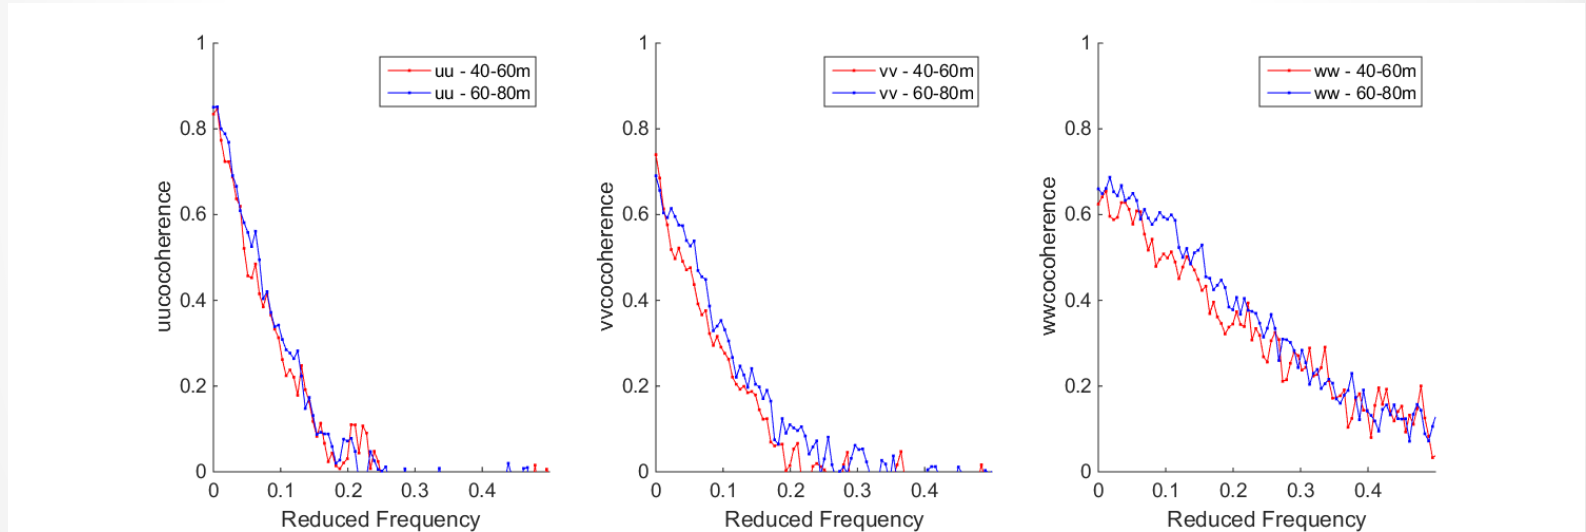 1
0.8
0.6
0.4
0.2
0
uucocoherence
uu - 40-60m
uu - 60-80m
0 0.1 0.2 0.3 0.4
Reduced Frequency
1
0.8
0.6
0.4
0.2
0
vvcocoherence
vv - 40-60m
vv - 60-80m
0 0.1 0.2 0.3 0.4
Reduced Frequency
1
0.8
0.6
0.4
0.2
0
wwcocoherence
ww - 40-60m
ww - 60-80m
0 0.1 0.2 0.3 0.4 0.5
Reduced Frequency